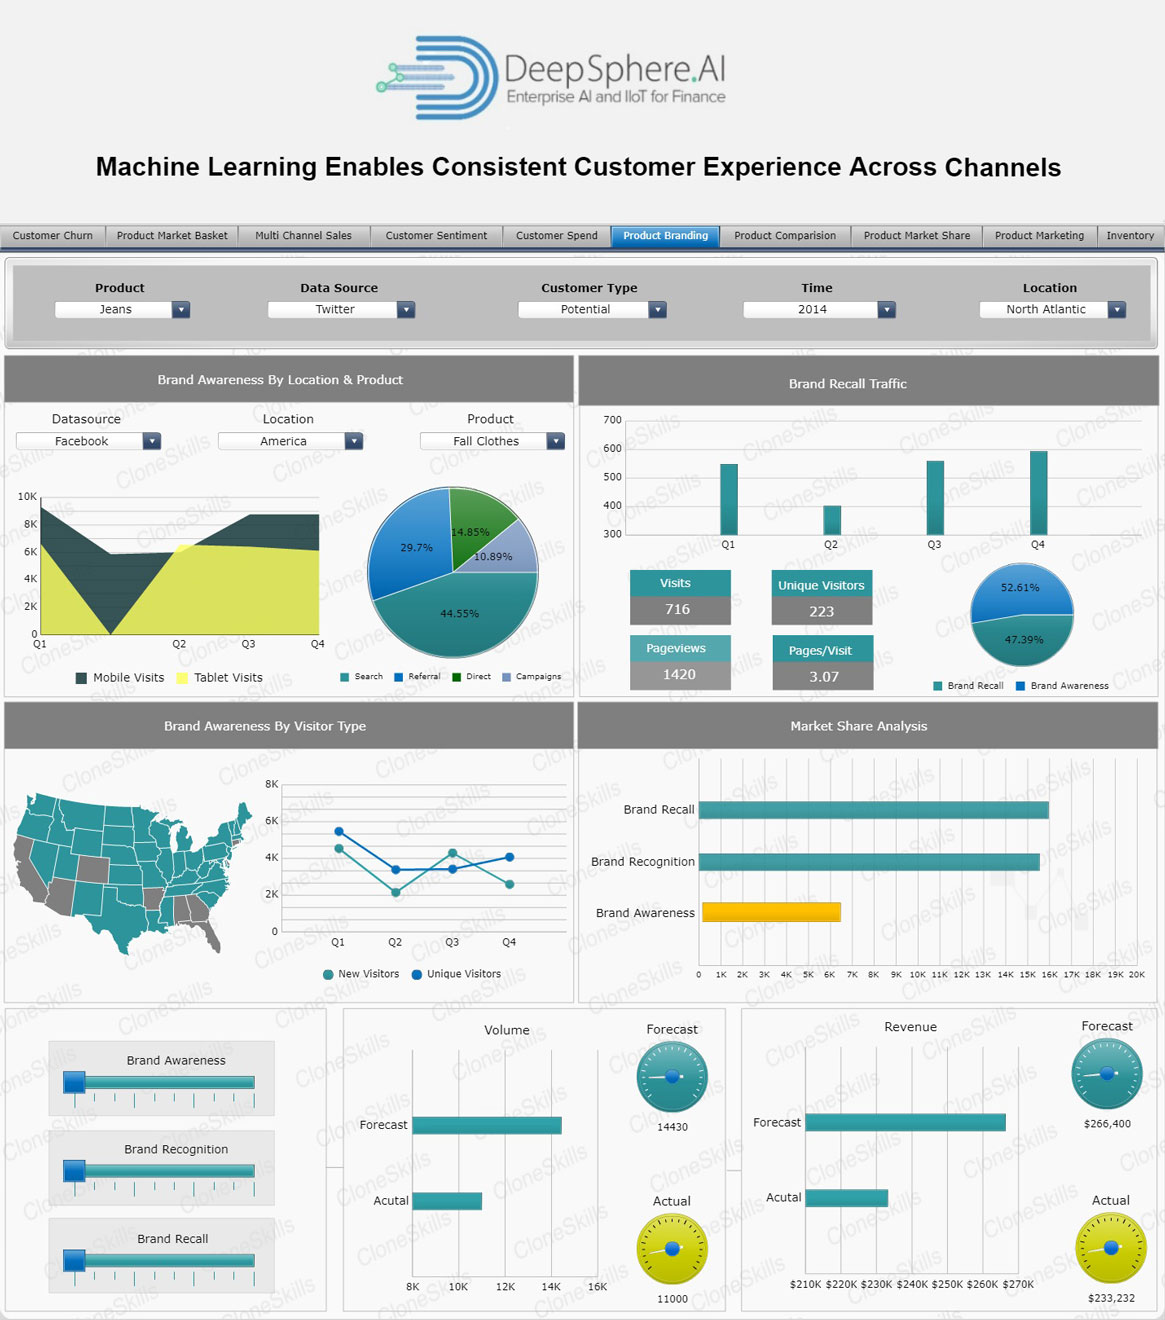 DeepSphere.AI
Enterprise AI and IIoT for Finance
Machine Learning Enables Consistent Customer Experience Across Channels
Customer Churn Product Market Basket Multi Channel Sales Customer Sentiment Customer Spend Product Branding Product Comparision Product Market Share Product Marketing Inventory
Product Data Source Customer Type Time Location
Jeans Twitter Potential 2014 North Atlantic
Brand Awareness By Location & Product
Datasource Location Product
Facebook America Fall Clothes
10K
8K
6K
4K
2K
0
Q1 Q2 Q3 Q4
Mobile Visits Tablet Visits
14.85%
29.7%
10.89%
44.55%
Search Referral Direct Campaigns
Brand Recall Traffic
700
600
500
400
300
Q1 Q2 Q3 Q4
Visits
716
Unique Visitors
223
Pageviews
1420
Pages/Visit
3.07
52.61%
47.39%
Brand Recall Brand Awareness
Brand Awareness By Visitor Type
8K
6K
4K
2K
0
Q1 Q2 Q3 Q4
New Visitors Unique Visitors
Market Share Analysis
Brand Recall
Brand Recognition
Brand Awareness
0 1K 2K 3K 4K 5K 6K 7K 8K 9K 10K 11K 12K 13K 14K 15K 16K 17K 18K 19K 20K
Brand Awareness
Brand Recognition
Brand Recall
Volume
Forecast
Acutal
8K 10K 12K 14K 16K
Forecast
14430
Actual
11000
Revenue
Forecast
Acutal
$210K $220K $230K $240K $250K $260K $270K
Forecast
$266,400
Actual
$233,232
CloneSkills